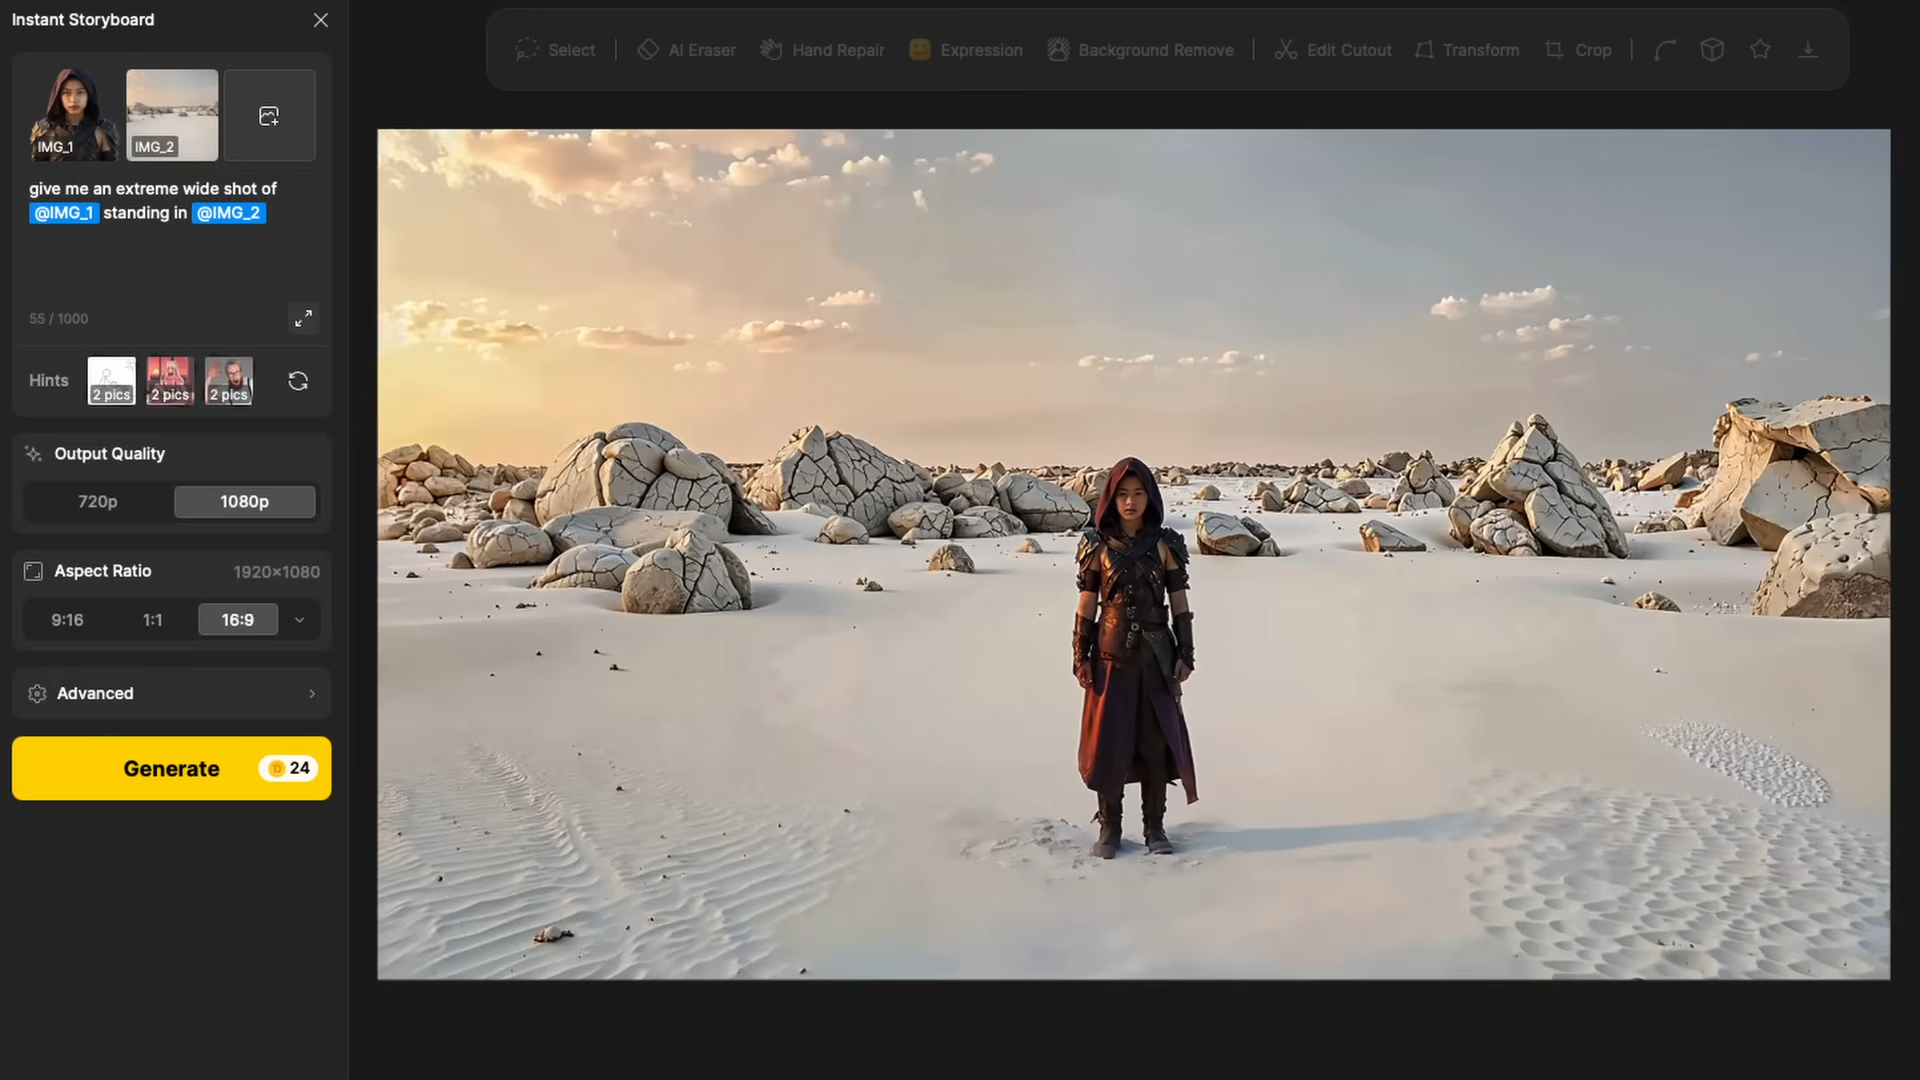 Instant Storyboard
Select
AI Eraser
Hand Repair
Expression
Background Remove
Edit Cutout
Transform
Crop
IMG_1
IMG_2
give me an extreme wide shot of
@IMG_1 standing in @IMG_2
55 / 1000
Hints
2 pics
2 pics
2 pics
Output Quality
720p
1080p
Aspect Ratio
1920×1080
9:16
1:1
16:9
Advanced
Generate
24